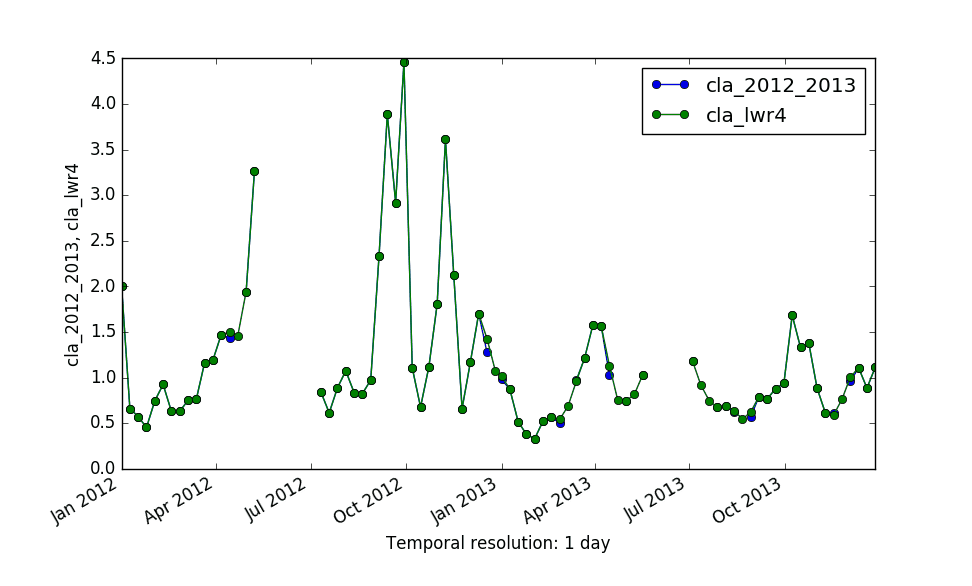 cla_2012_2013
cla_lwr4
cla_2012_2013, cla_lwr4
4.5
4.0
3.5
3.0
2.5
2.0
1.5
1.0
0.5
0.0
Jan 2012
Apr 2012
Jul 2012
Oct 2012
Jan 2013
Apr 2013
Jul 2013
Oct 2013
Temporal resolution: 1 day